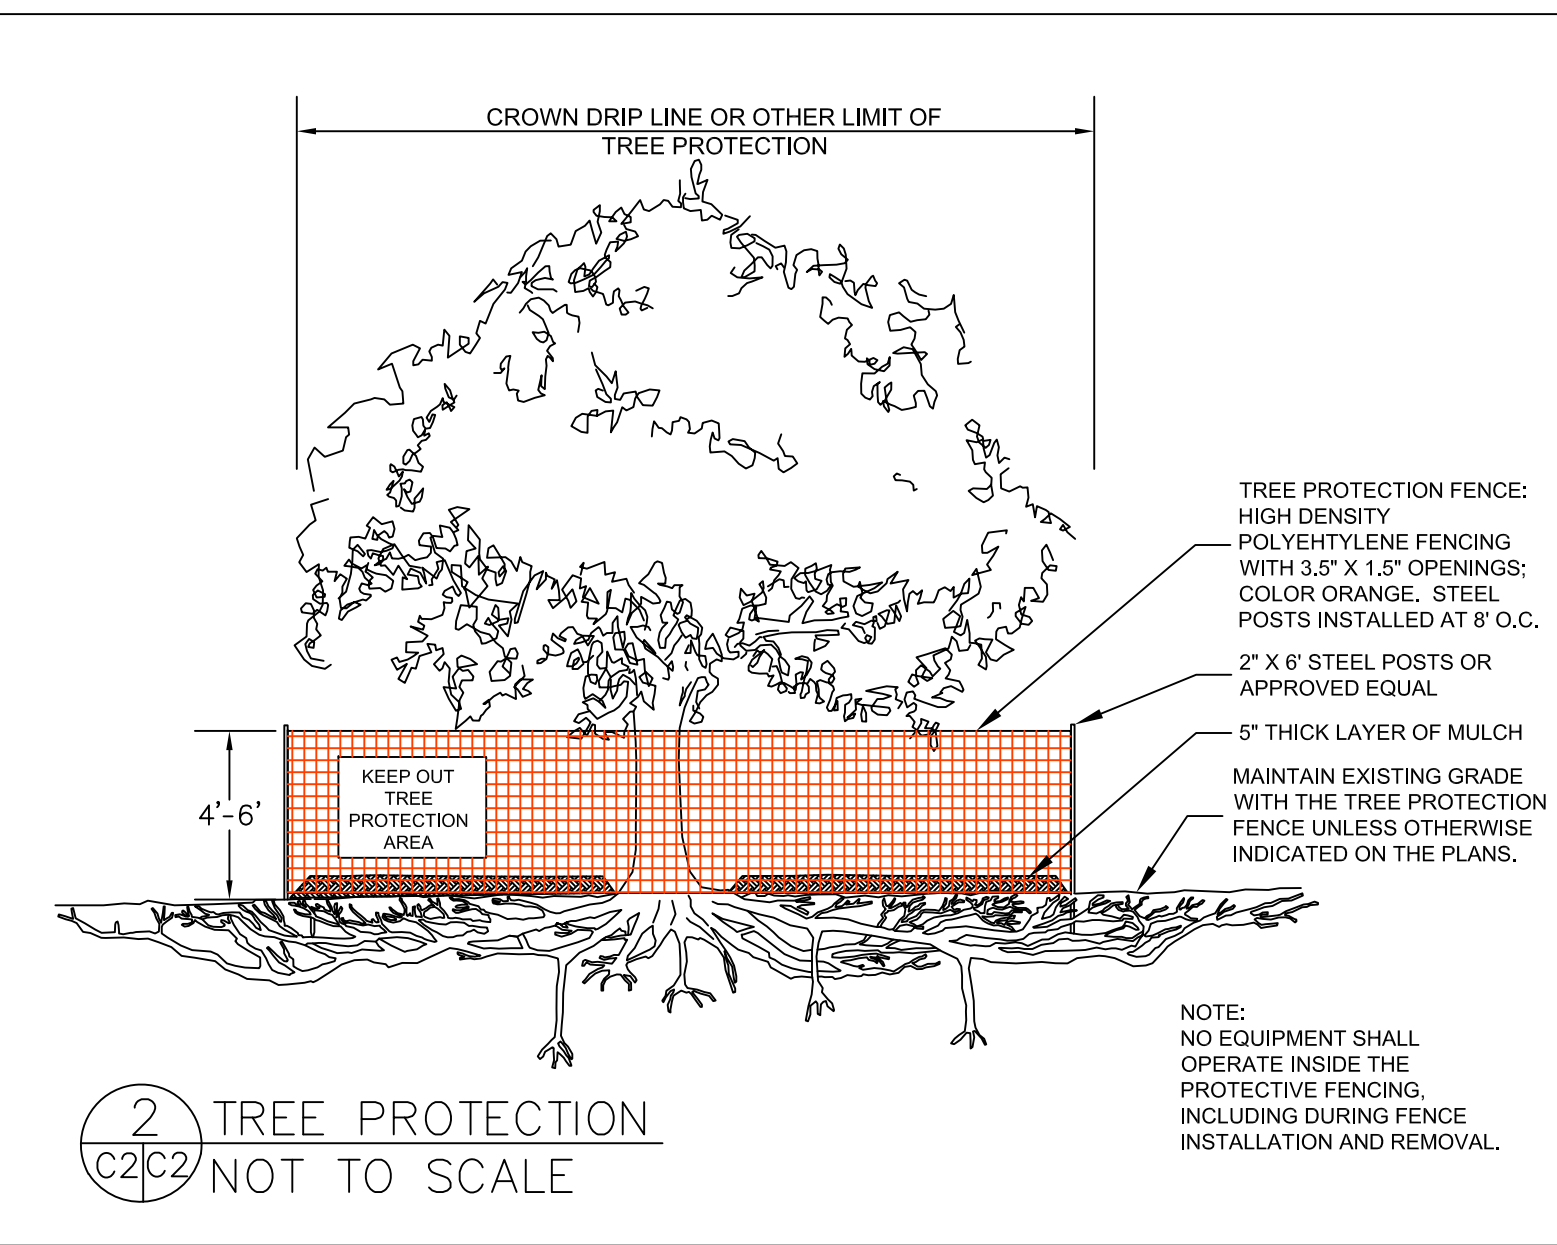 CROWN DRIP LINE OR OTHER LIMIT OF
TREE PROTECTION
TREE PROTECTION FENCE:
HIGH DENSITY
POLYEHTYLENE FENCING
WITH 3.5" X 1.5" OPENINGS;
COLOR ORANGE. STEEL
POSTS INSTALLED AT 8' O.C.
2" X 6' STEEL POSTS OR
APPROVED EQUAL
5" THICK LAYER OF MULCH
MAINTAIN EXISTING GRADE
WITH THE TREE PROTECTION
FENCE UNLESS OTHERWISE
INDICATED ON THE PLANS.
4'-6'
KEEP OUT
TREE
PROTECTION
AREA
NOTE:
NO EQUIPMENT SHALL
OPERATE INSIDE THE
PROTECTIVE FENCING,
INCLUDING DURING FENCE
INSTALLATION AND REMOVAL.
2
C2 C2
TREE PROTECTION
NOT TO SCALE